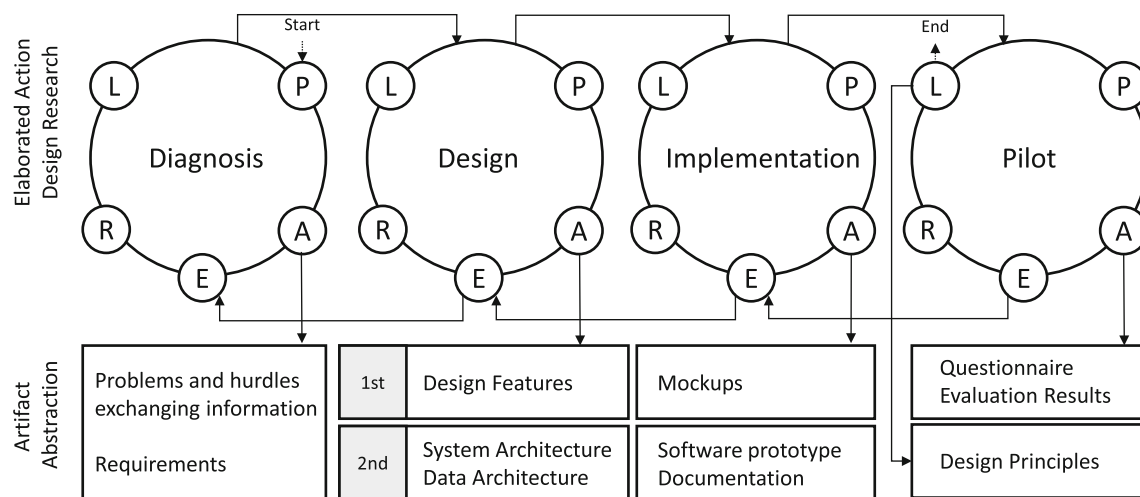 Elaborated Action
Design Research
Start
End
L
P
L
P
L
P
L
P
Diagnosis
Design
Implementation
Pilot
R
A
R
A
R
A
R
A
E
E
E
E
Artifact
Abstraction
Problems and hurdles
exchanging information
Requirements
1st
Design Features
2nd
System Architecture
Data Architecture
Mockups
Software prototype
Documentation
Questionnaire
Evaluation Results
Design Principles